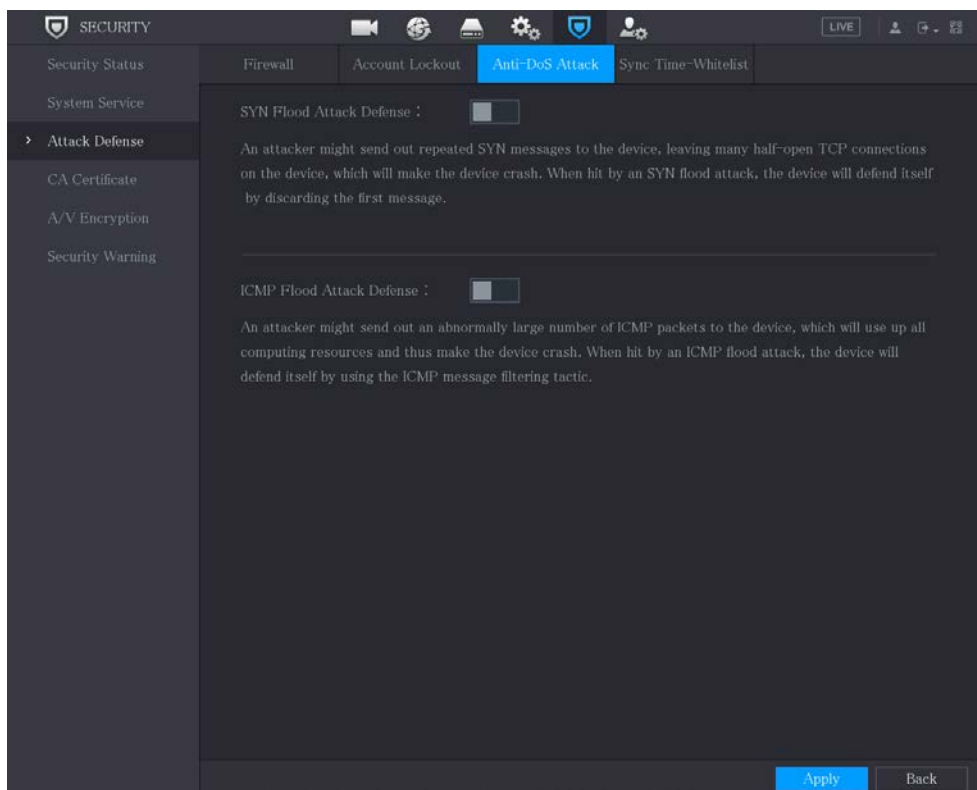 SECURITY
LIVE
Security Status
System Service
Attack Defense
CA Certificate
A/V Encryption
Security Warning
Firewall Account Lockout Anti-DoS Attack Sync Time-Whitelist
SYN Flood Attack Defense :
An attacker might send out repeated SYN messages to the device, leaving many half-open TCP connections
on the device, which will make the device crash. When hit by an SYN flood attack, the device will defend itself
by discarding the first message.
ICMP Flood Attack Defense :
An attacker might send out an abnormally large number of ICMP packets to the device, which will use up all
computing resources and thus make the device crash. When hit by an ICMP flood attack, the device will
defend itself by using the ICMP message filtering tactic.
Apply Back